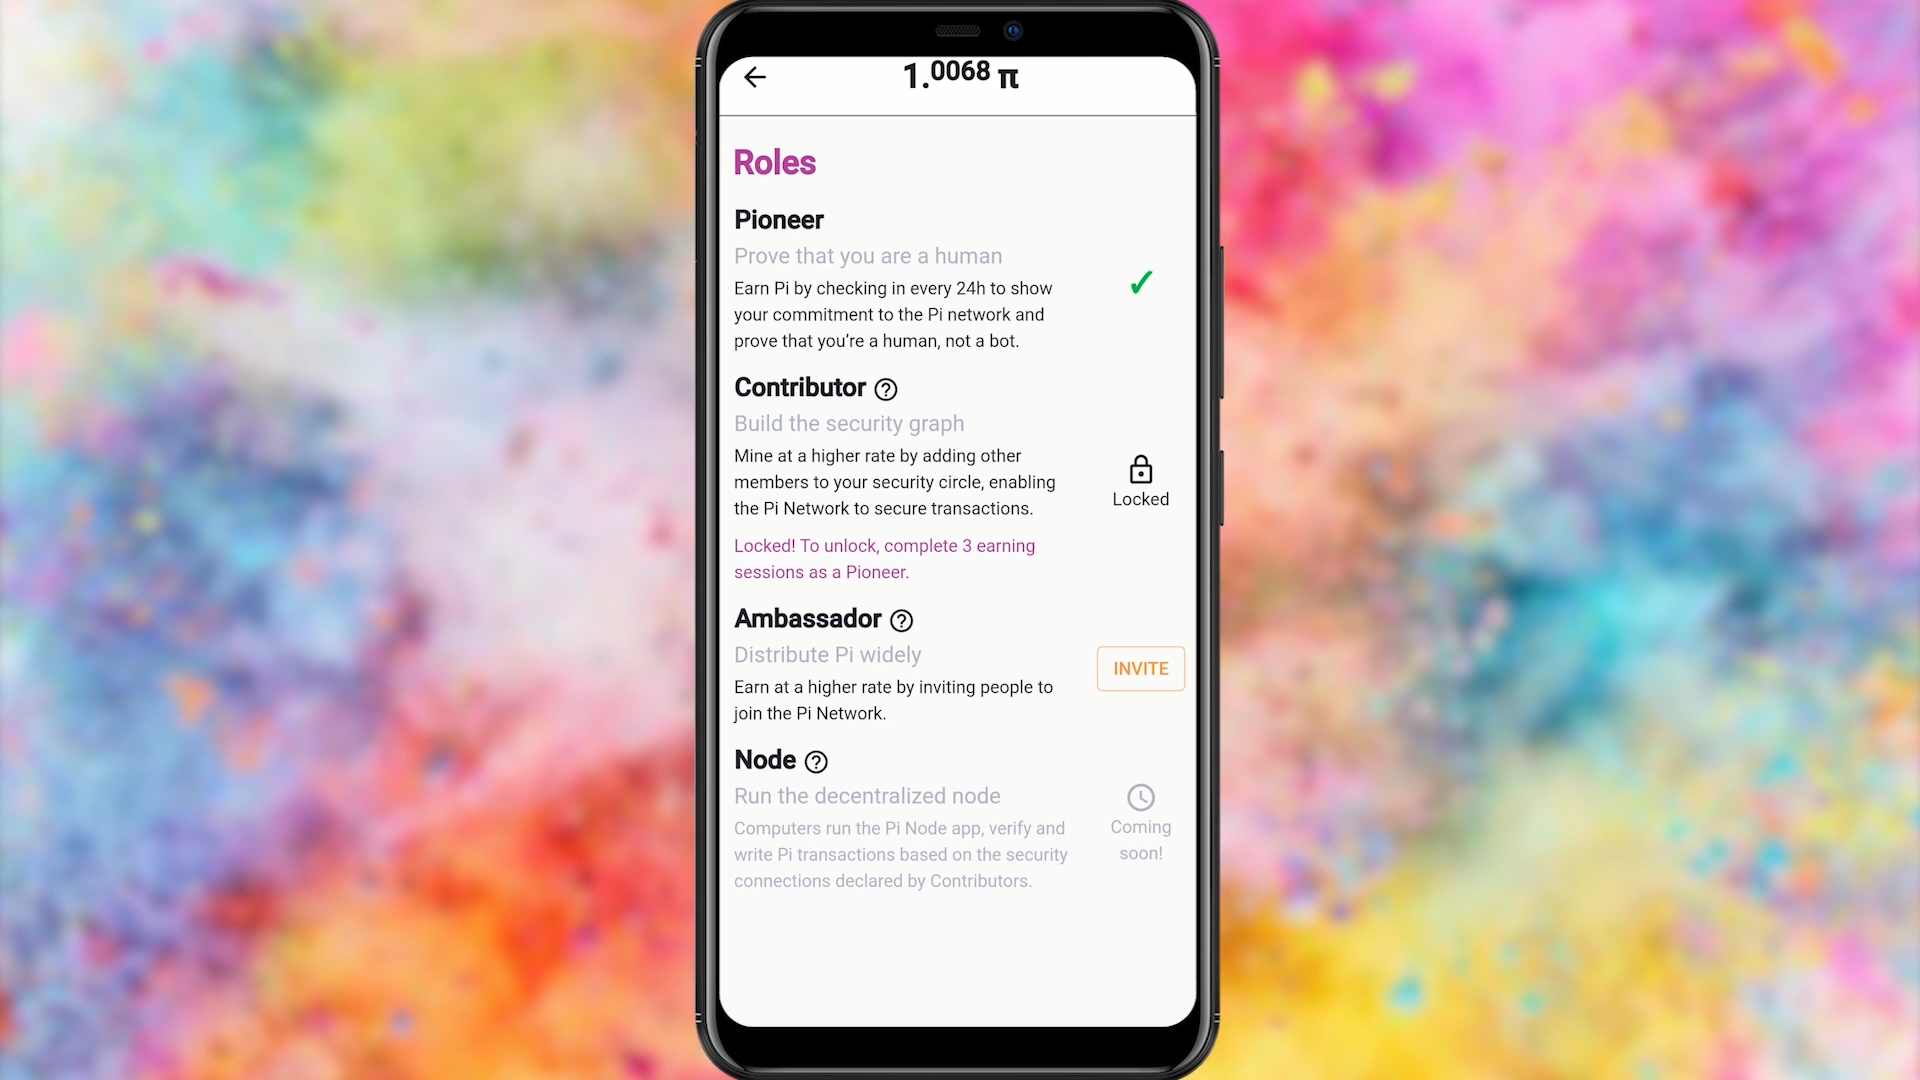 1.0068 π
Roles
Pioneer
Prove that you are a human
Earn Pi by checking in every 24h to show
your commitment to the Pi network and
prove that you’re a human, not a bot.
Contributor
Build the security graph
Mine at a higher rate by adding other
members to your security circle, enabling
the Pi Network to secure transactions.
Locked
Locked! To unlock, complete 3 earning
sessions as a Pioneer.
Ambassador
Distribute Pi widely
Earn at a higher rate by inviting people to
join the Pi Network.
INVITE
Node
Run the decentralized node
Computers run the Pi Node app, verify and
write Pi transactions based on the security
connections declared by Contributors.
Coming
soon!